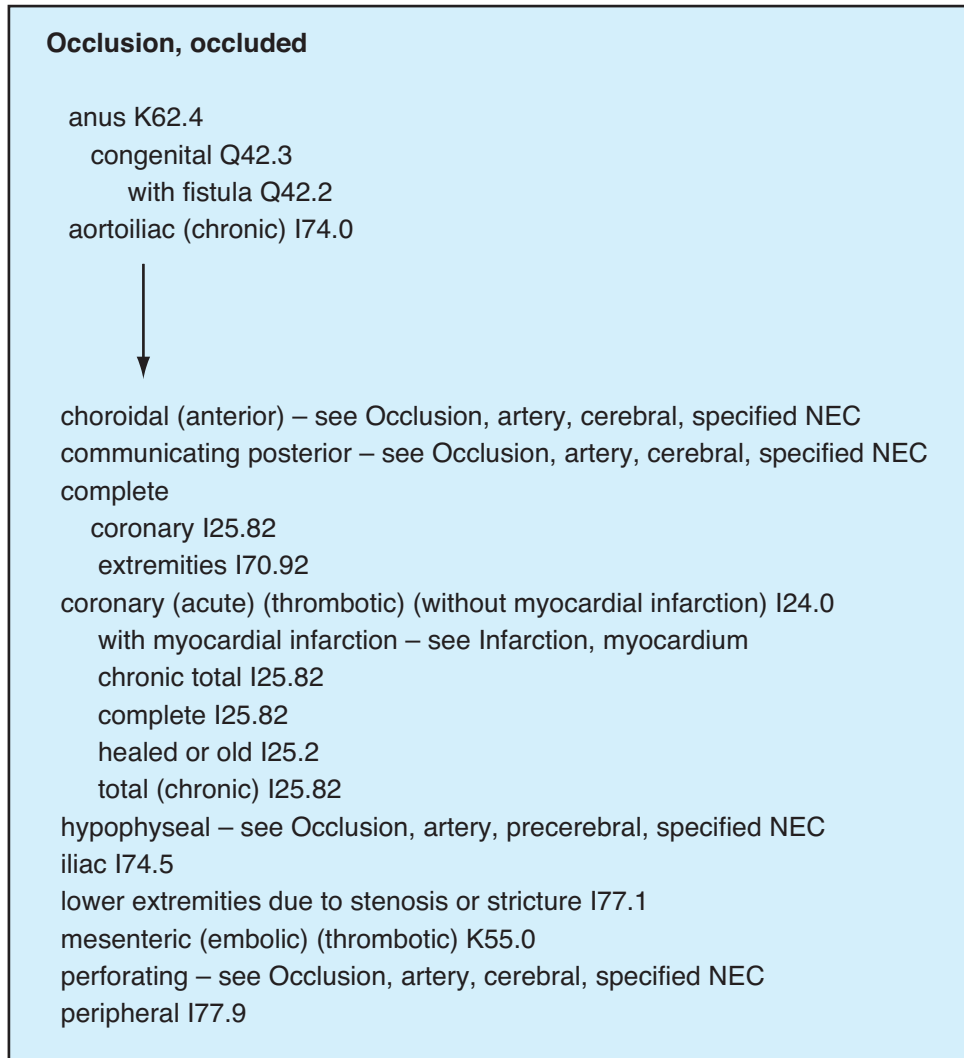 Occlusion, occluded
anus K62.4
congenital Q42.3
with fistula Q42.2
aortoiliac (chronic) I74.0
choroidal (anterior) – see Occlusion, artery, cerebral, specified NEC
communicating posterior – see Occlusion, artery, cerebral, specified NEC
complete
coronary I25.82
extremities I70.92
coronary (acute) (thrombotic) (without myocardial infarction) I24.0
with myocardial infarction – see Infarction, myocardium
chronic total I25.82
complete I25.82
healed or old I25.2
total (chronic) I25.82
hypophyseal – see Occlusion, artery, precerebral, specified NEC
iliac I74.5
lower extremities due to stenosis or stricture I77.1
mesenteric (embolic) (thrombotic) K55.0
perforating – see Occlusion, artery, cerebral, specified NEC
peripheral I77.9